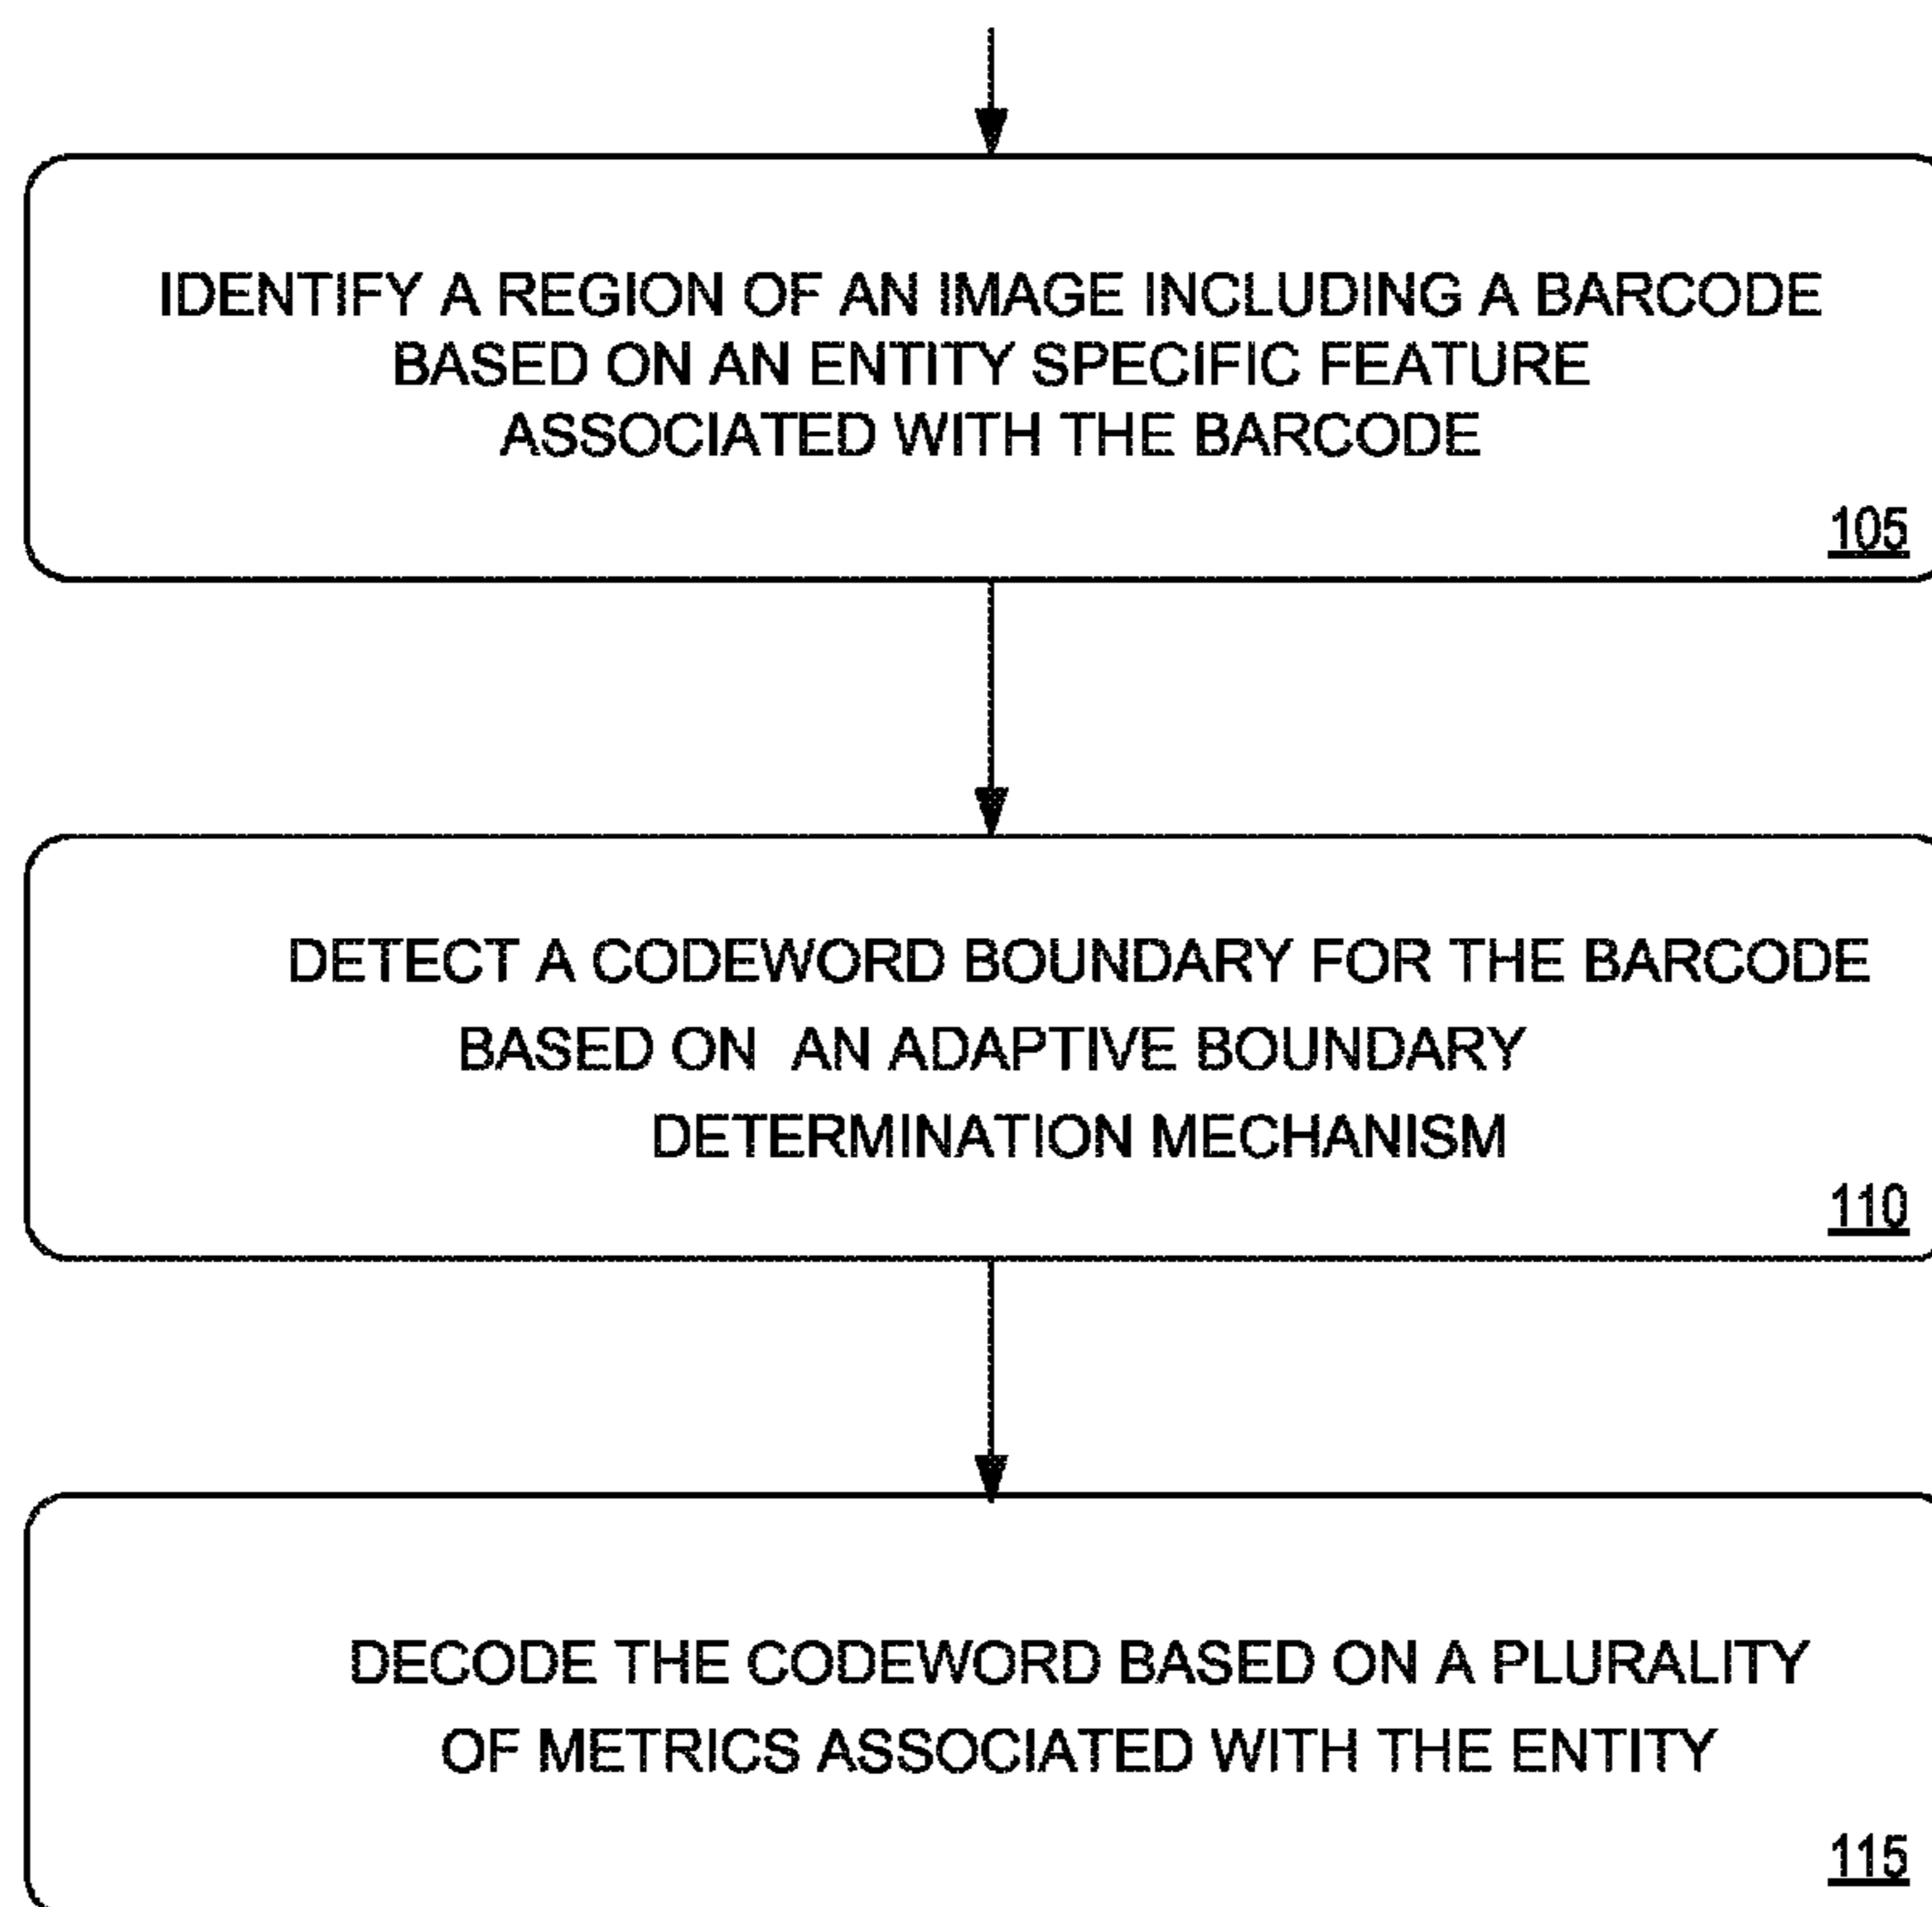 IDENTIFY A REGION OF AN IMAGE INCLUDING A BARCODE
BASED ON AN ENTITY SPECIFIC FEATURE
ASSOCIATED WITH THE BARCODE
105
DETECT A CODEWORD BOUNDARY FOR THE BARCODE
BASED ON AN ADAPTIVE BOUNDARY
DETERMINATION MECHANISM
110
DECODE THE CODEWORD BASED ON A PLURALITY
OF METRICS ASSOCIATED WITH THE ENTITY
115